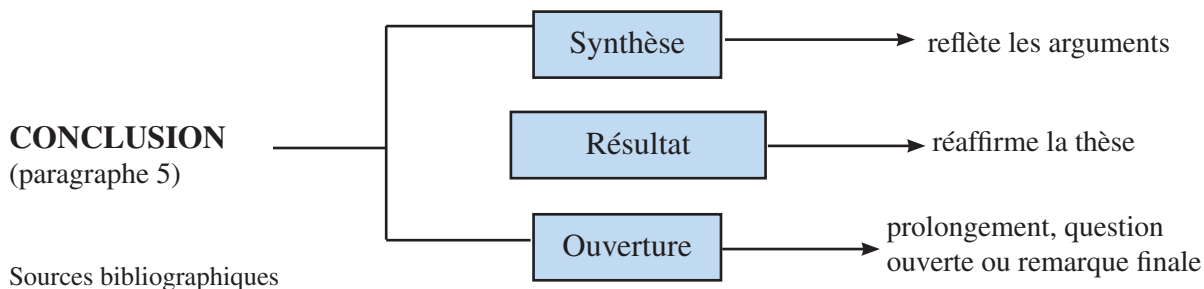 Synthèse
reflète les arguments
CONCLUSION
(paragraphe 5)
Résultat
réaffirme la thèse
Ouverture
prolongement, question
ouverte ou remarque finale
Sources bibliographiques